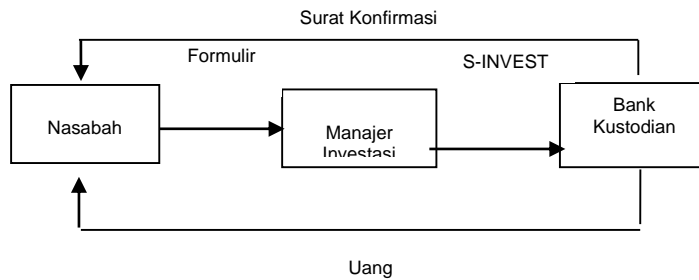 Surat Konfirmasi
Formulir
S-INVEST
Nasabah
Manajer
Investasi
Bank
Kustodian
Uang